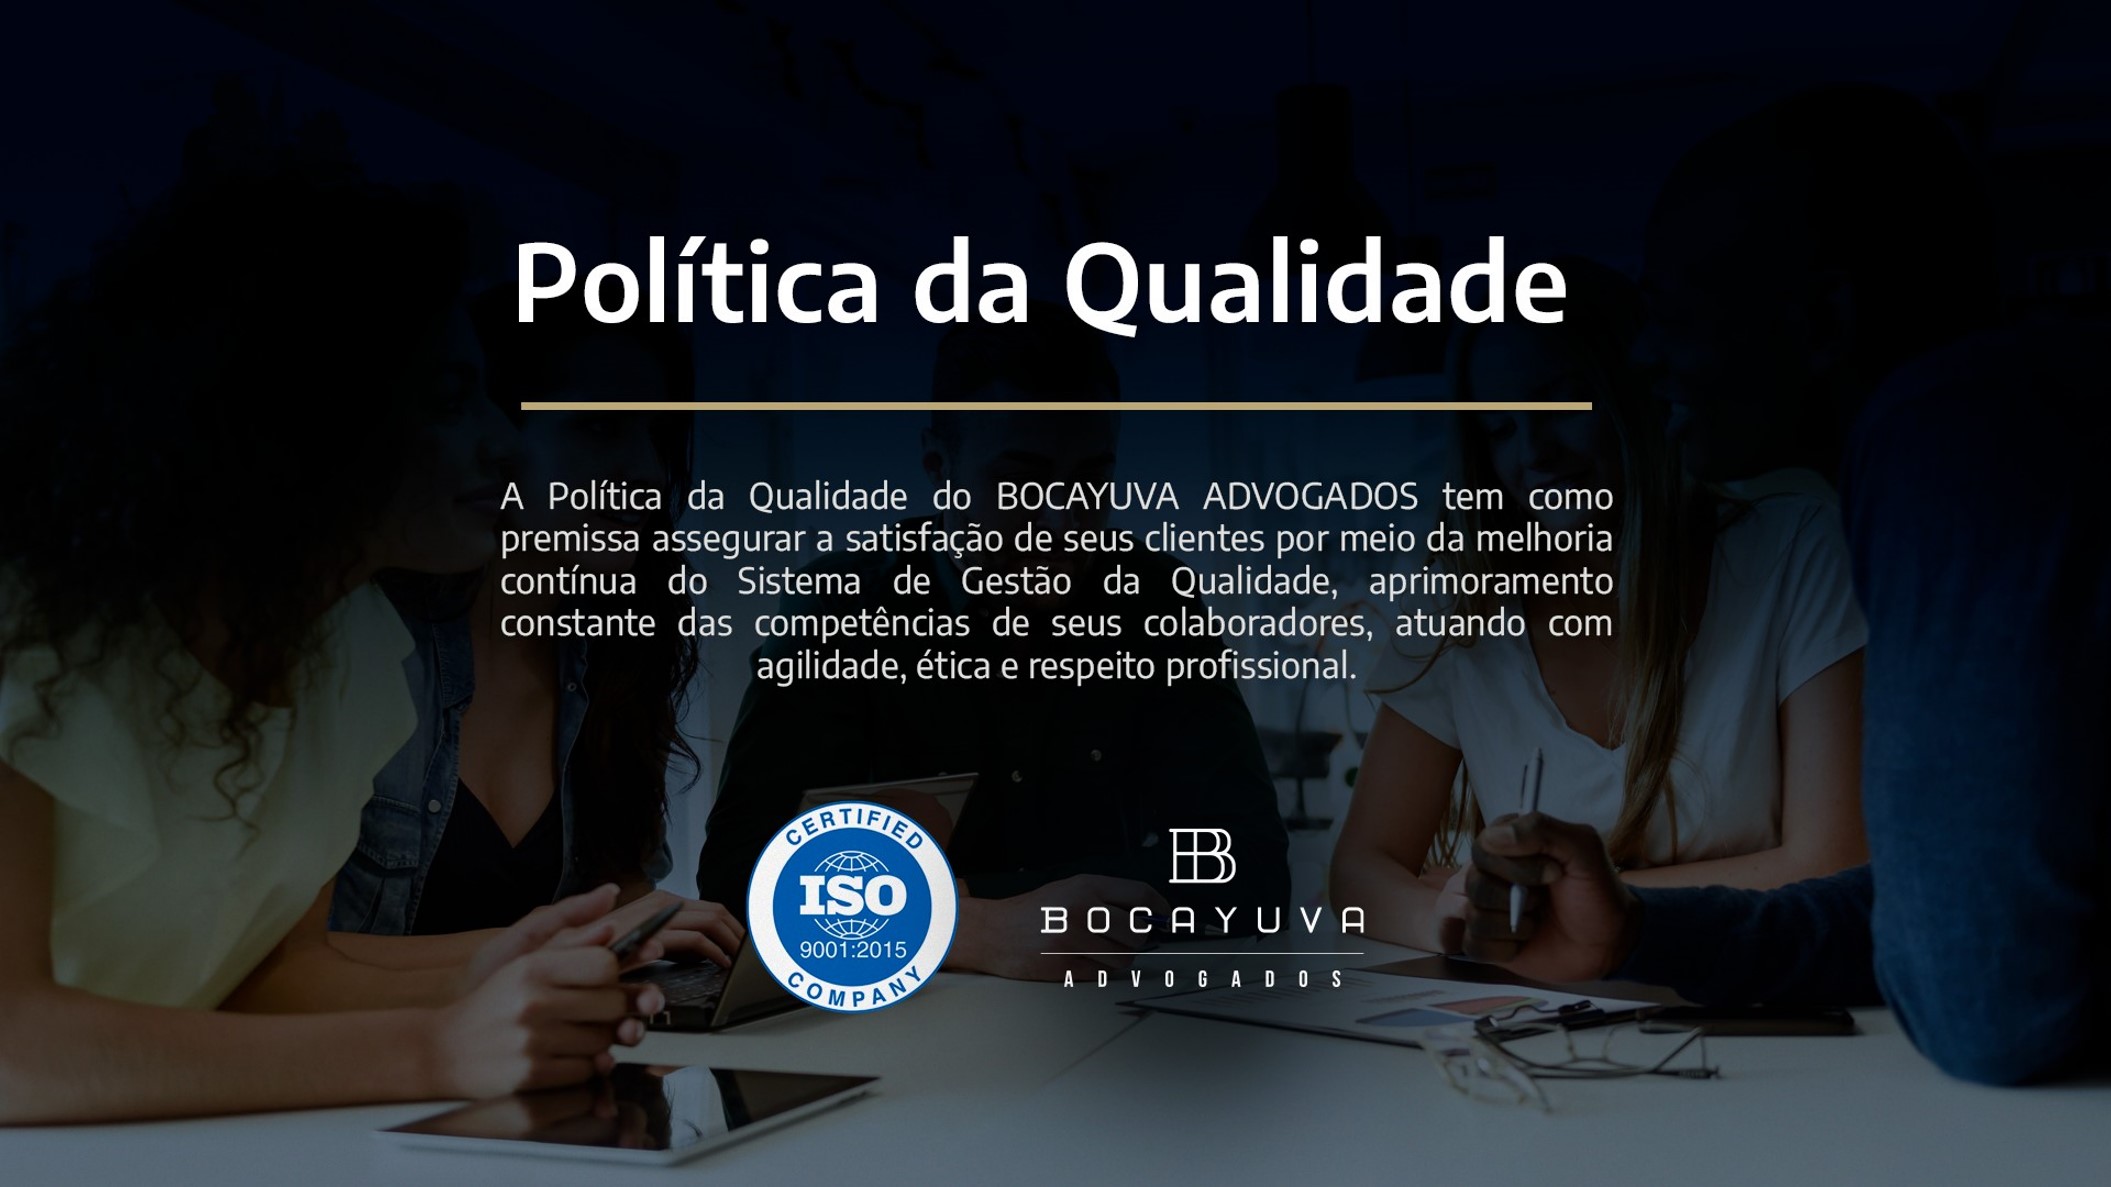 Política da Qualidade
A Política da Qualidade do BOCAYUVA ADVOGADOS tem como
premissa assegurar a satisfação de seus clientes por meio da melhoria
contínua do Sistema de Gestão da Qualidade, aprimoramento
constante das competências de seus colaboradores, atuando com
agilidade, ética e respeito profissional.
CERTIFIED
ISO
9001:2015
COMPANY
B
BOCAYUVA
ADVOGADOS